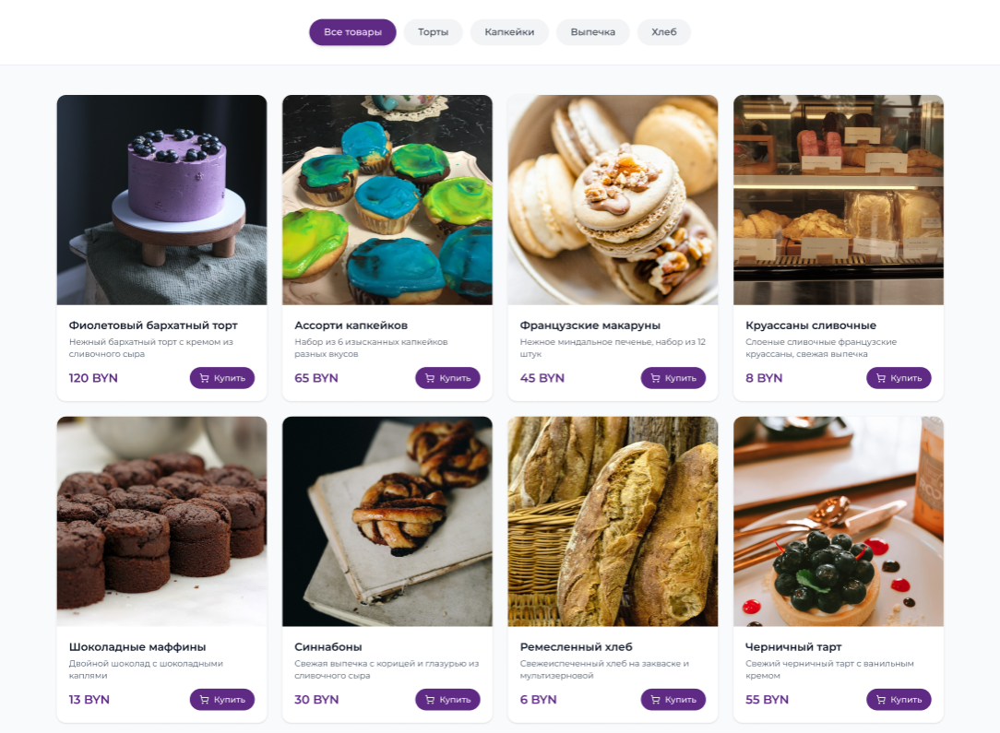 Все товары
Торты
Капкейки
Выпечка
Хлеб
Фиолетовый бархатный торт
Нежный бархатный торт с кремом из
сливочного сыра
120 BYN
Купить
Ассорти капкейков
Набор из 6 изысканных капкейков
разных вкусов
65 BYN
Купить
Французские макаруны
Нежное миндальное печенье, набор из 12
штук
45 BYN
Купить
Круассаны сливочные
Слоеные сливочные французские
круассаны, свежая выпечка
8 BYN
Купить
Шоколадные маффины
Двойной шоколад с шоколадными
каплями
13 BYN
Купить
Синнабоны
Свежая выпечка с корицей и глазурью из
сливочного сыра
30 BYN
Купить
Ремесленный хлеб
Свежеиспеченный хлеб на закваске и
мультизерновой
6 BYN
Купить
Черничный тарт
Свежий черничный тарт с ванильным
кремом
55 BYN
Купить